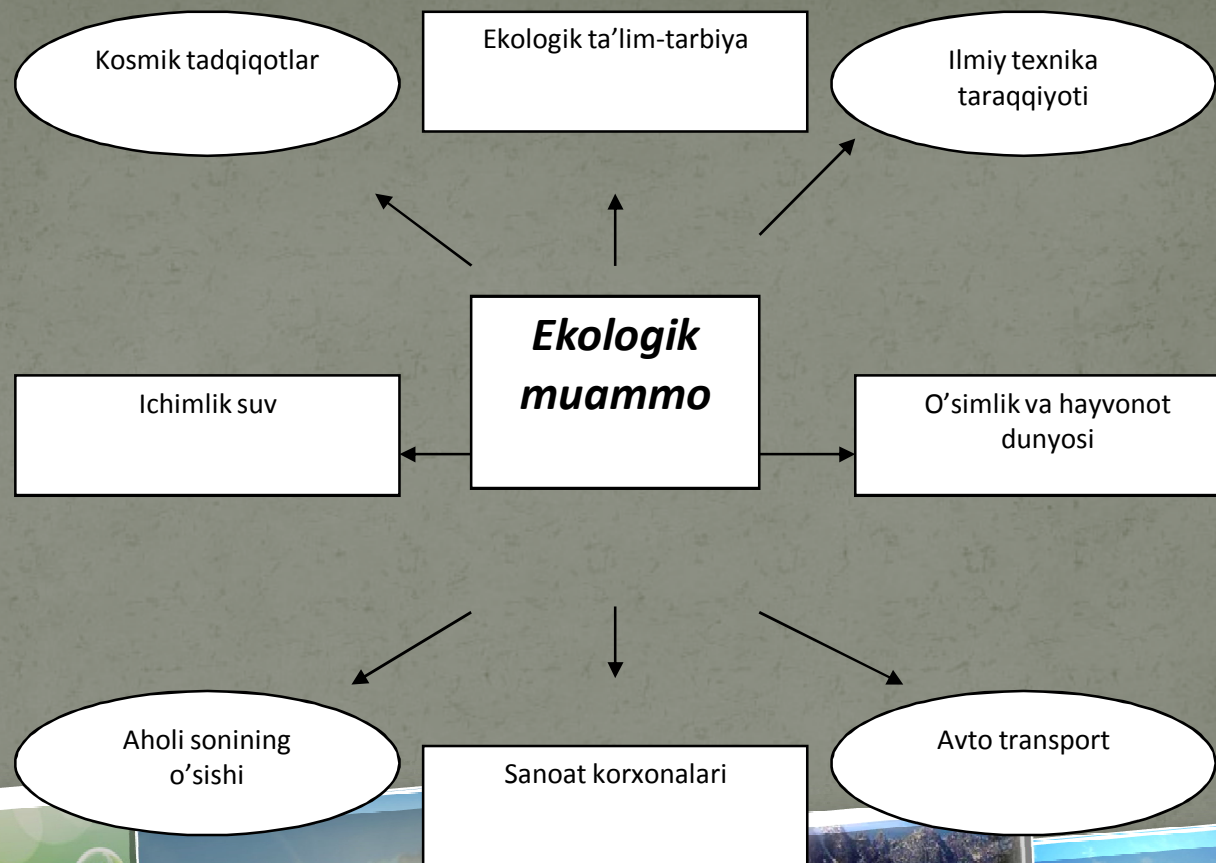 Kosmik tadqiqotlar
Ekologik ta’lim-tarbiya
Ilmiy texnika
taraqqiyoti
Ekologik
muammo
Ichimlik suv
O’simlik va hayvonot
dunyosi
Aholi sonining
o’sishi
Sanoat korxonalari
Avto transport